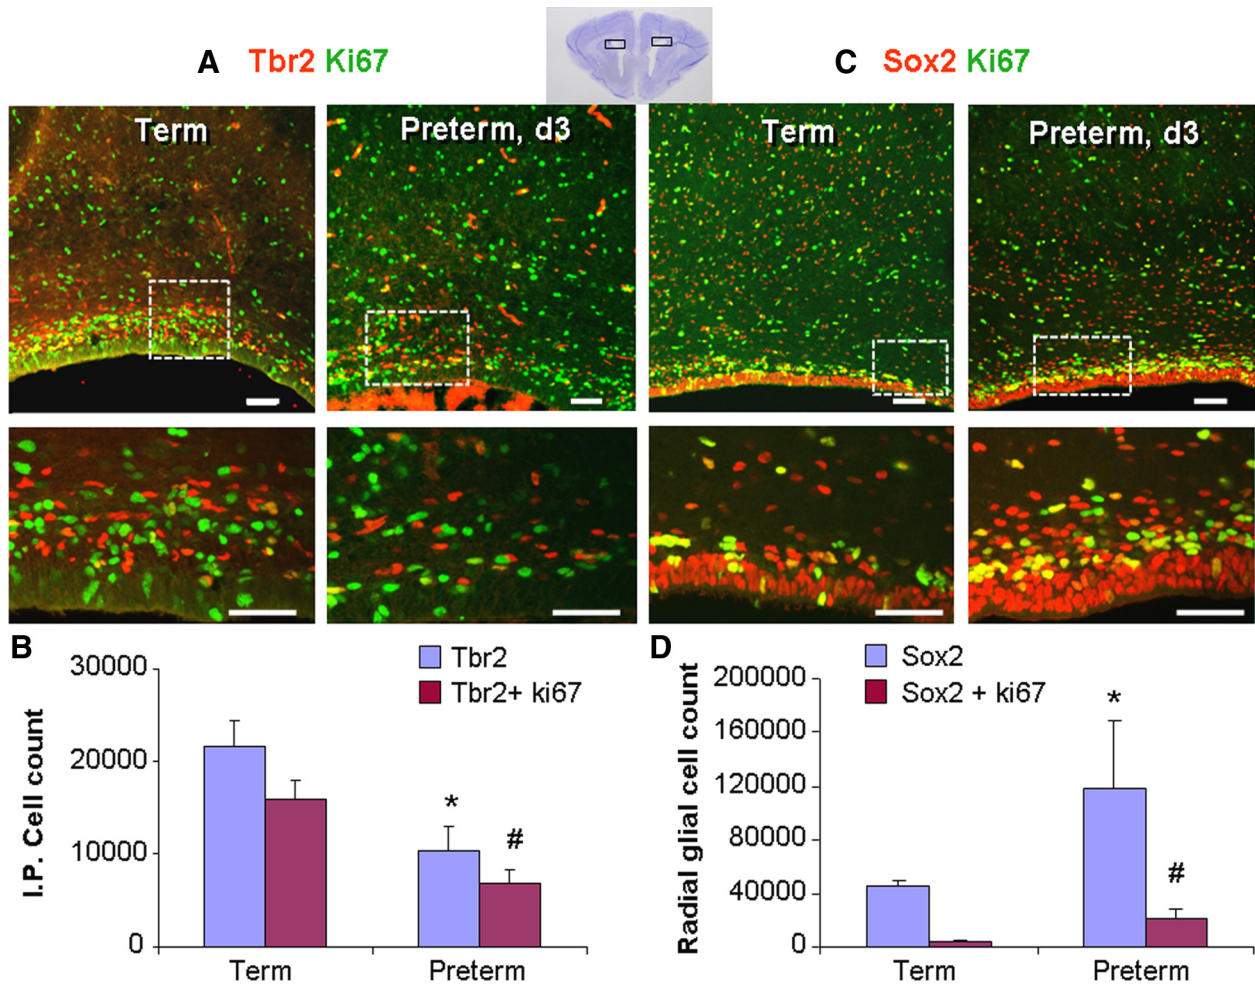 A Tbr2 Ki67
C Sox2 Ki67
Term
Preterm, d3
Term
Preterm, d3
B
I.P. Cell count
30000
20000
10000
0
Tbr2
Tbr2+ ki67
*
#
Term
Preterm
D
Radial glial cell count
200000
160000
120000
80000
40000
0
Sox2
Sox2 + ki67
*
#
Term
Preterm